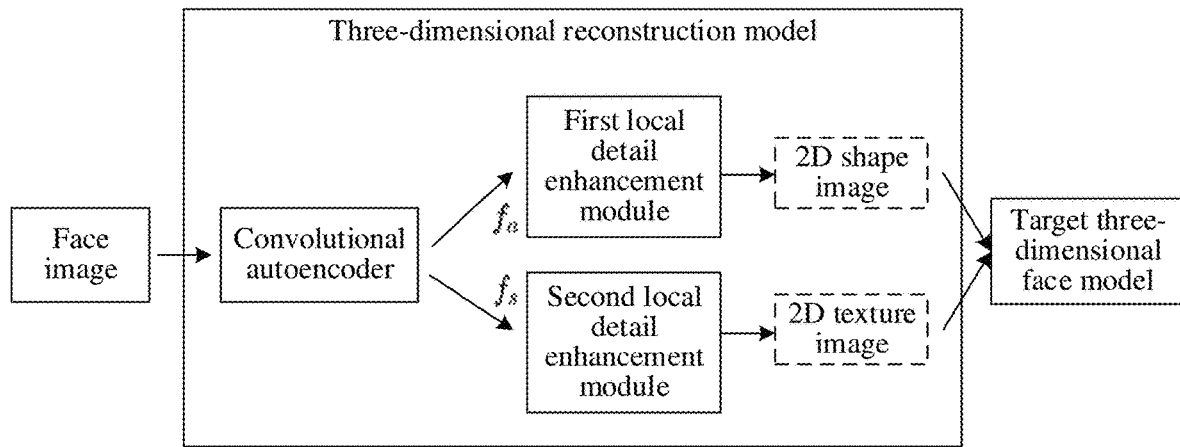 Three-dimensional reconstruction model
Face
image
Convolutional
autoencoder
fa
fs
First local
detail
enhancement
module
Second local
detail
enhancement
module
2D shape
image
2D texture
image
Target three-
dimensional
face model